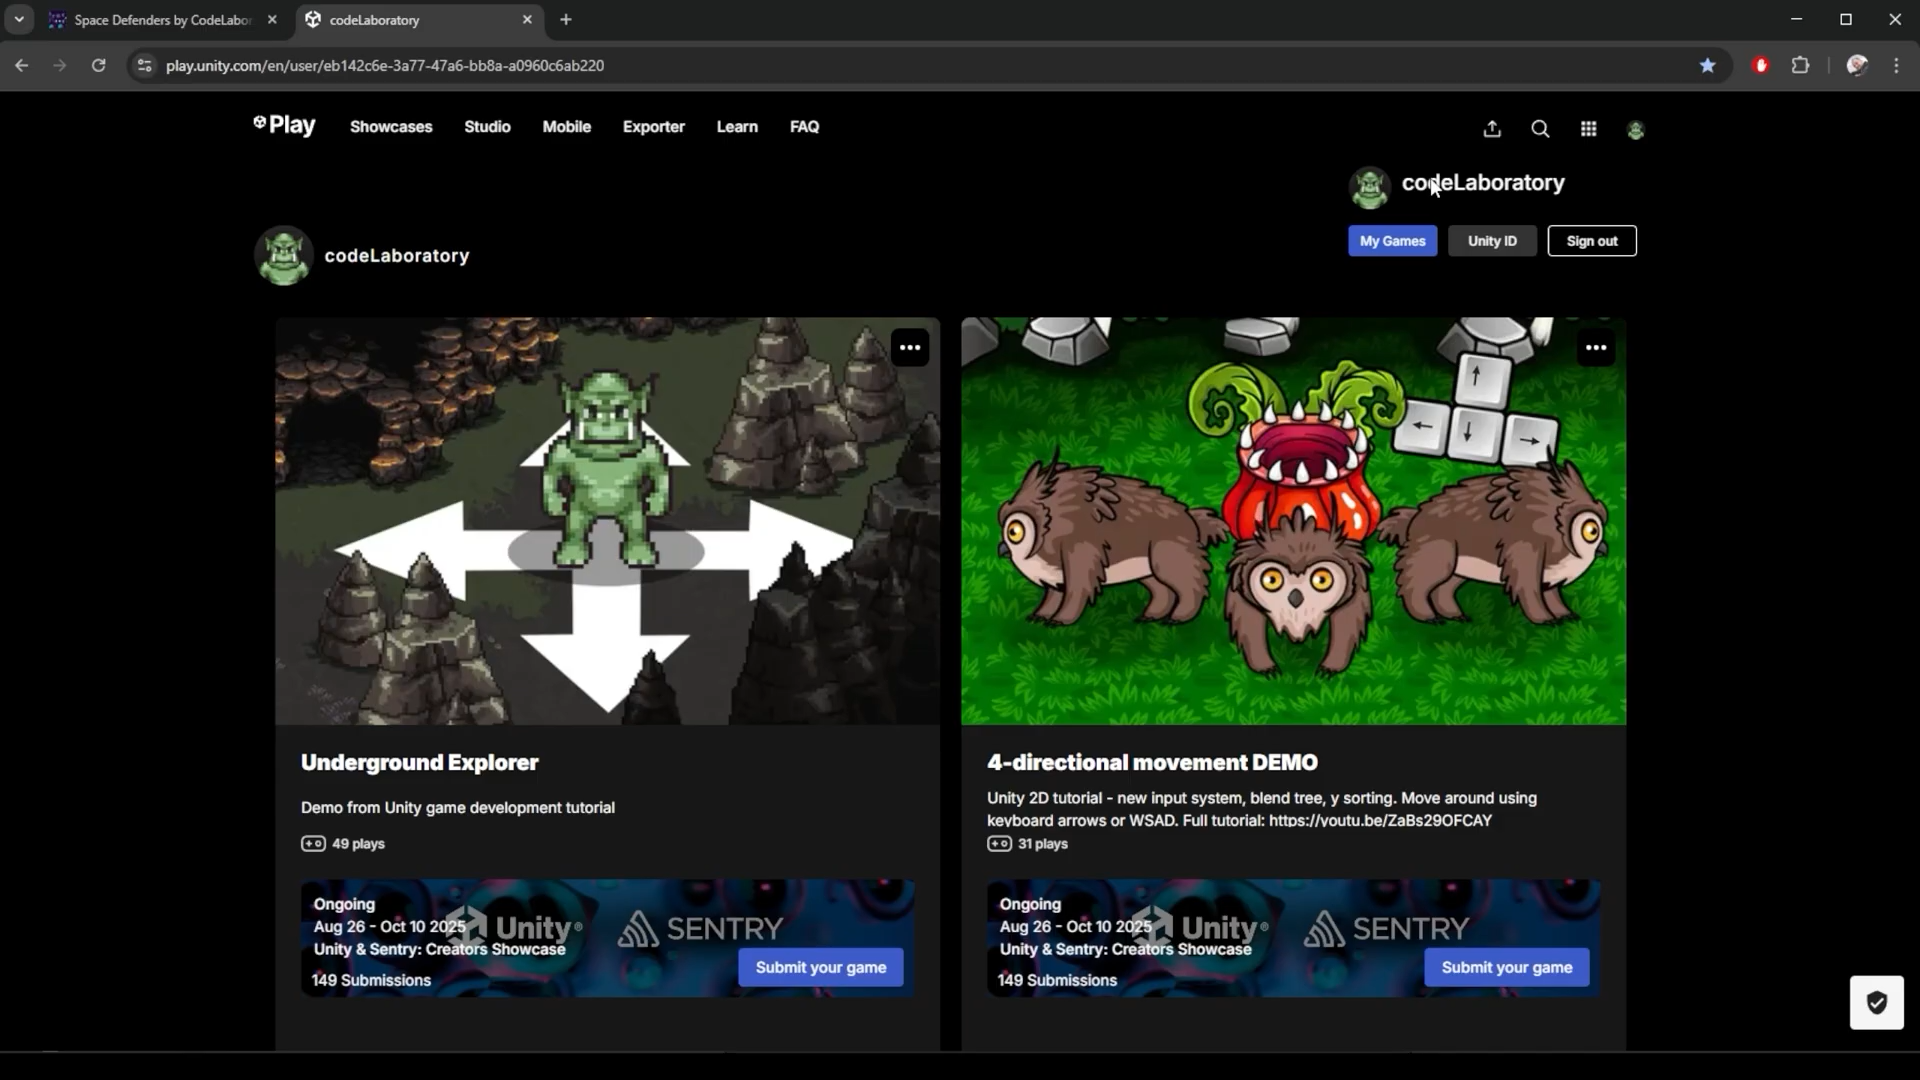 Space Defenders by CodeLabor
codeLaboratory
play.unity.com/en/user/eb142c6e-3a77-47a6-bb8a-a0960c6ab220
Play
Showcases
Studio
Mobile
Exporter
Learn
FAQ
codeLaboratory
My Games
Unity ID
Sign out
codeLaboratory
Underground Explorer
Demo from Unity game development tutorial
49 plays
Ongoing
Aug 26 - Oct 10 2025
Unity & Sentry: Creators Showcase
149 Submissions
Unity®
SENTRY
Submit your game
4-directional movement DEMO
Unity 2D tutorial - new input system, blend tree, y sorting. Move around using
keyboard arrows or WSAD. Full tutorial: https://youtu.be/ZaBs29OFCAY
31 plays
Ongoing
Aug 26 - Oct 10 2025
Unity & Sentry: Creators Showcase
149 Submissions
Unity®
SENTRY
Submit your game